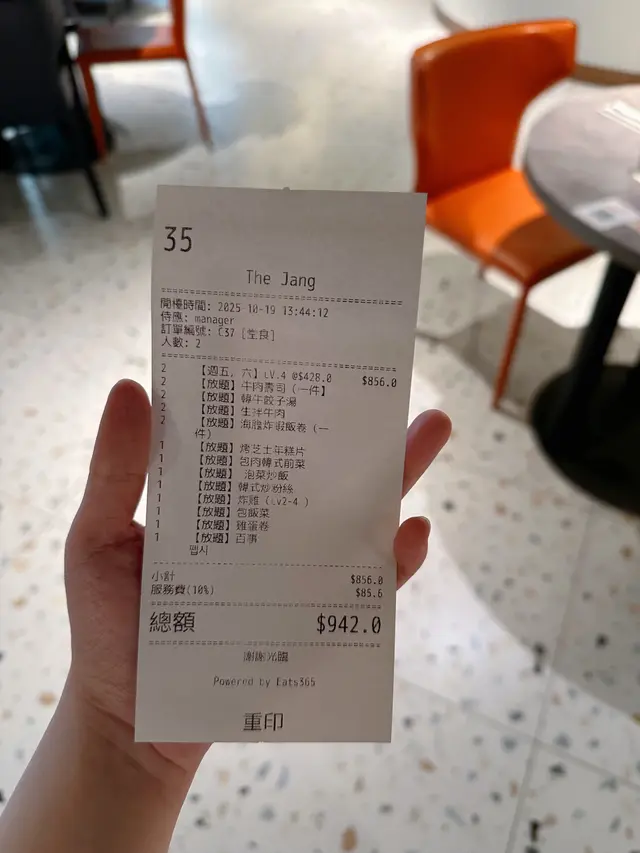 35
The Jang
開檯時間: 2025-10-19 13:44:12
侍應: manager
訂單編號: C37 [堂食]
人數: 2
2 【週五, 六】LV.4 @$428.0 $856.0
2 【放題】牛肉壽司 (一件)
2 【放題】韓牛餃子湯
2 【放題】生拌牛肉
2 【放題】海膽炸蝦飯卷 (一
件)
1 【放題】烤芝士年糕片
1 【放題】包肉韓式前菜
1 【放題】 泡菜炒飯
1 【放題】韓式炒粉絲
1 【放題】炸雞 (LV2-4 )
1 【放題】包飯菜
1 【放題】雞蛋卷
1 【放題】百事
펩시
小計 $856.0
服務費(10%) $85.6
總額 $942.0
謝謝光臨
Powered by Eats365
重印